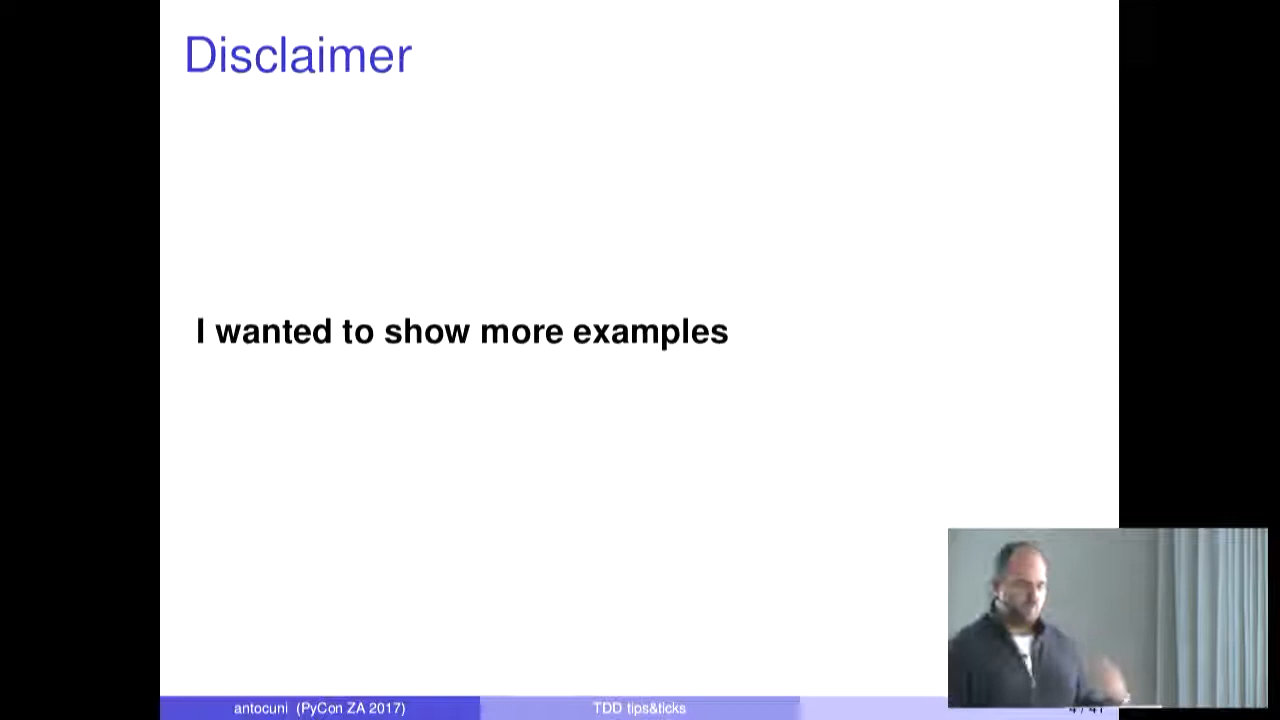 Disclaimer
I wanted to show more examples
antocuni (PyCon ZA 2017)
TDD tips&ticks